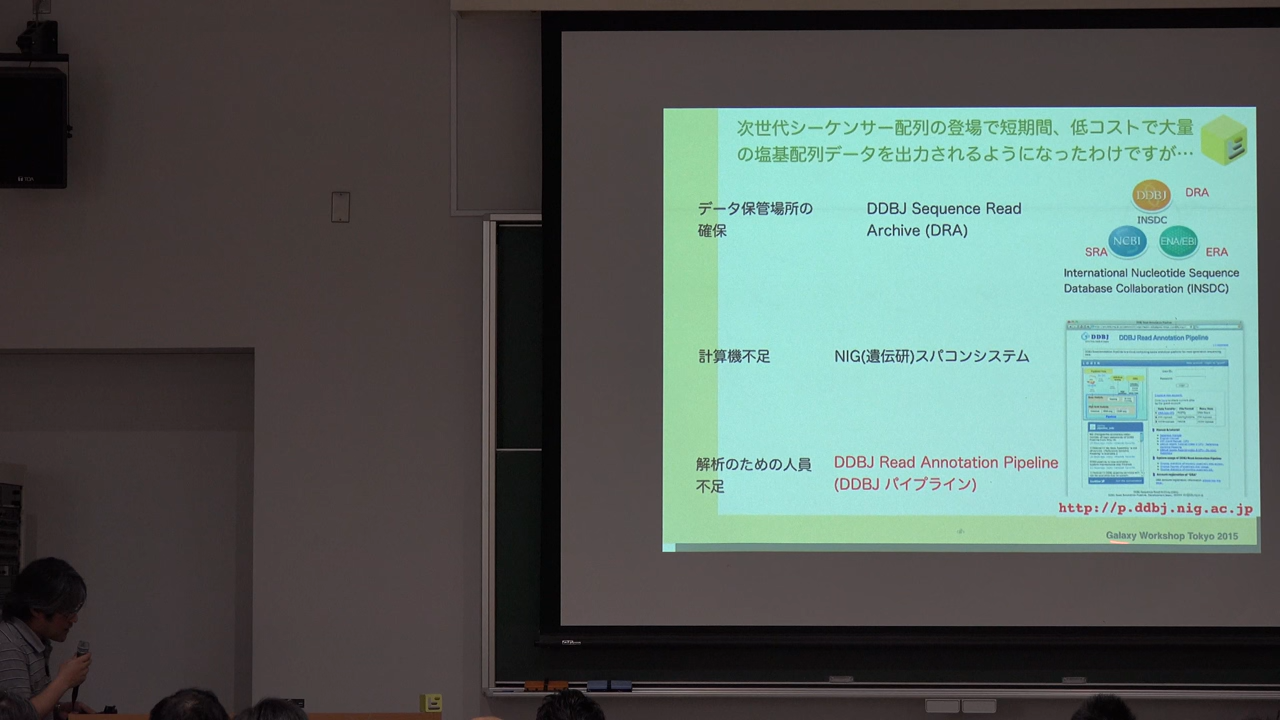 次世代シーケンサー配列の登場で短期間、低コストで大量
の塩基配列データを出力されるようになったわけですが…
データ保管場所の
確保
DDBJ Sequence Read
Archive (DRA)
DDBJ
DRA
INSDC
SRA
NCBI
ENA/EBI
ERA
International Nucleotide Sequence
Database Collaboration (INSDC)
計算機不足
NIG(遺伝研)スパコンシステム
DDBJ
DDBJ Read Annotation Pipeline
解析のための人員
不足
DDBJ Read Annotation Pipeline
(DDBJ パイプライン)
http://p.ddbj.nig.ac.jp
Galaxy Workshop Tokyo 2015